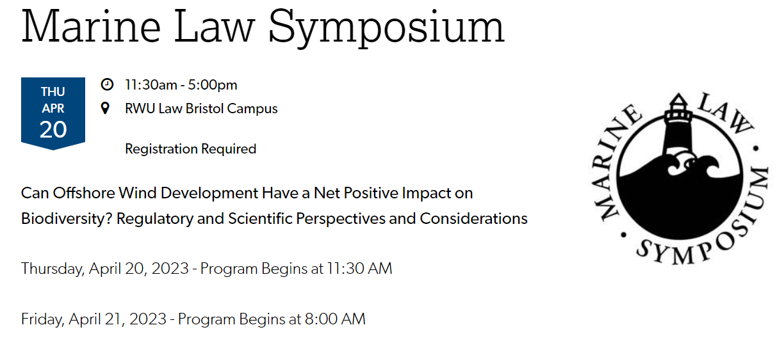 Marine Law Symposium
THU
APR
20
11:30am - 5:00pm
RWU Law Bristol Campus
Registration Required
Can Offshore Wind Development Have a Net Positive Impact on
Biodiversity? Regulatory and Scientific Perspectives and Considerations
Thursday, April 20, 2023 - Program Begins at 11:30 AM
Friday, April 21, 2023 - Program Begins at 8:00 AM
MARINE LAW
• SYMPOSIUM •